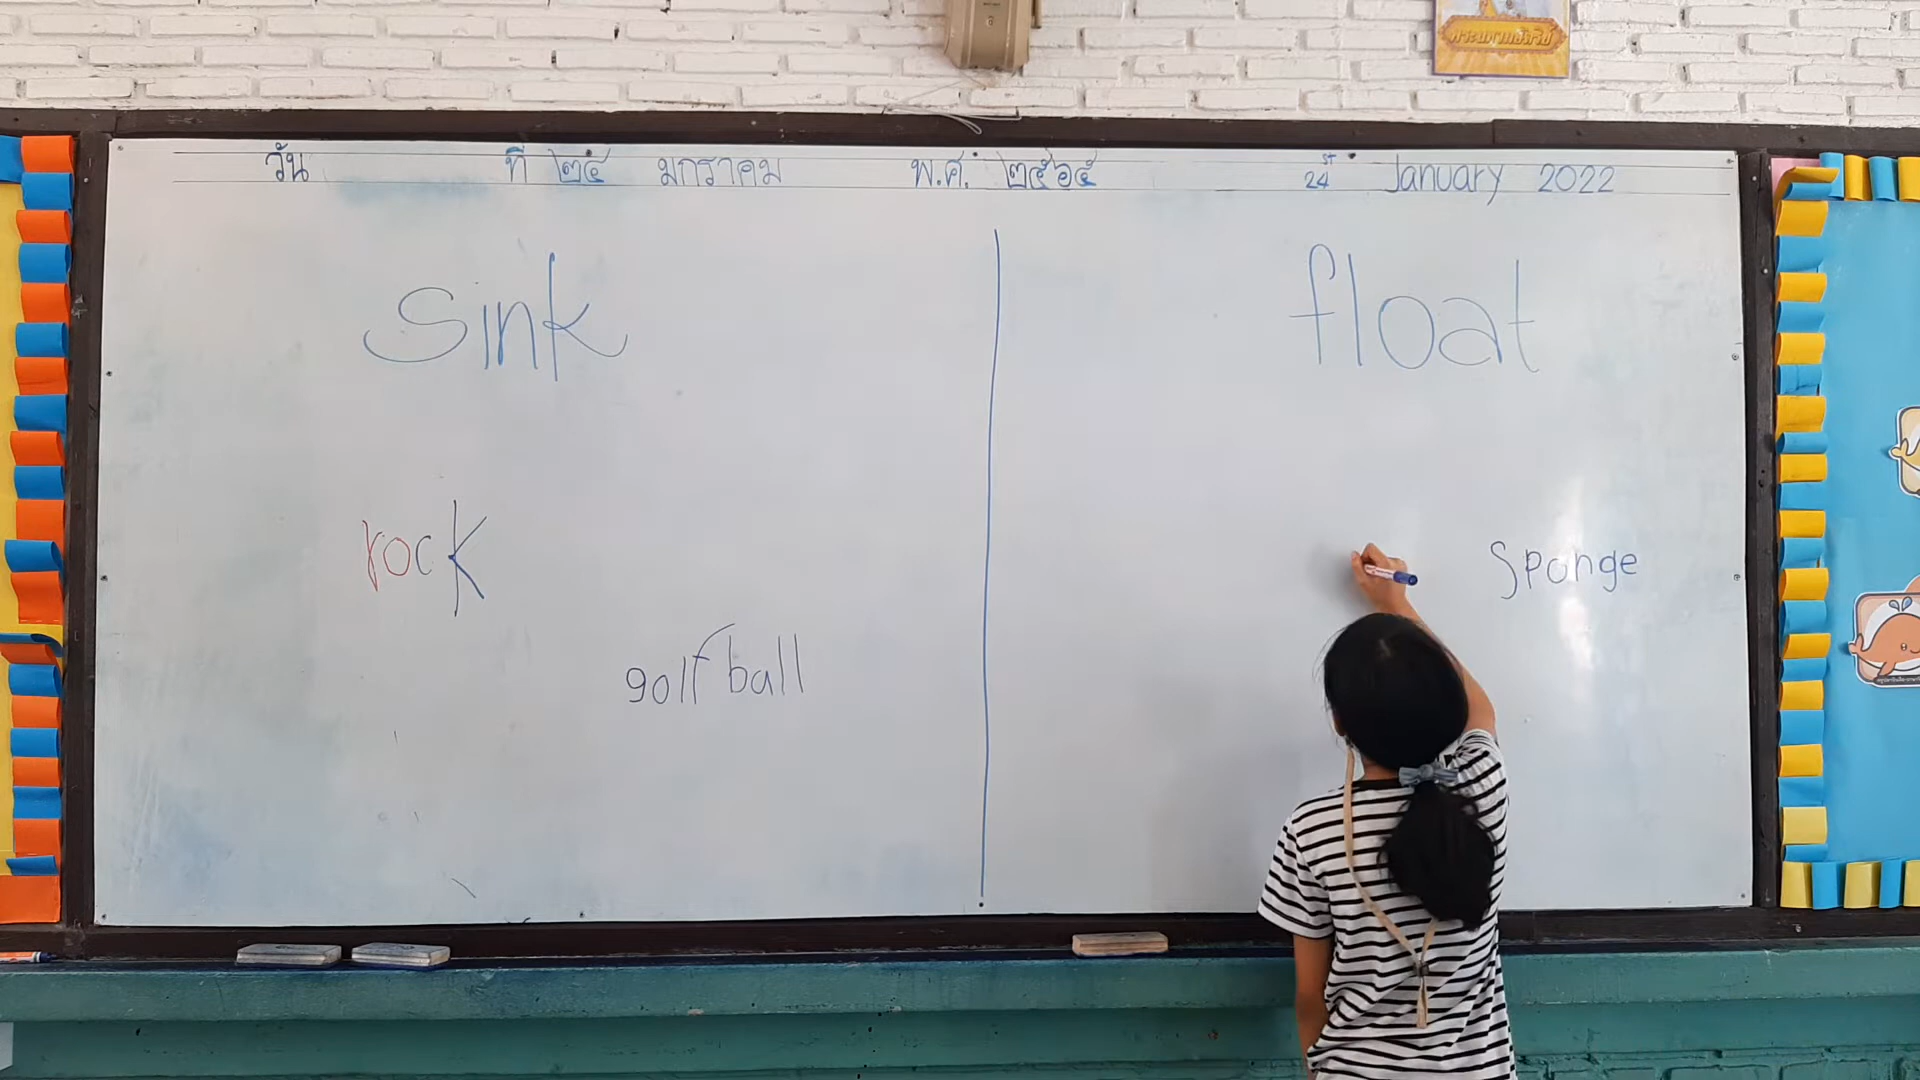 วัน ที่ ๒๔ มกราคม พ.ศ. ๒๕๖๕ 24st January 2022
sink float
rock sponge
golf ball